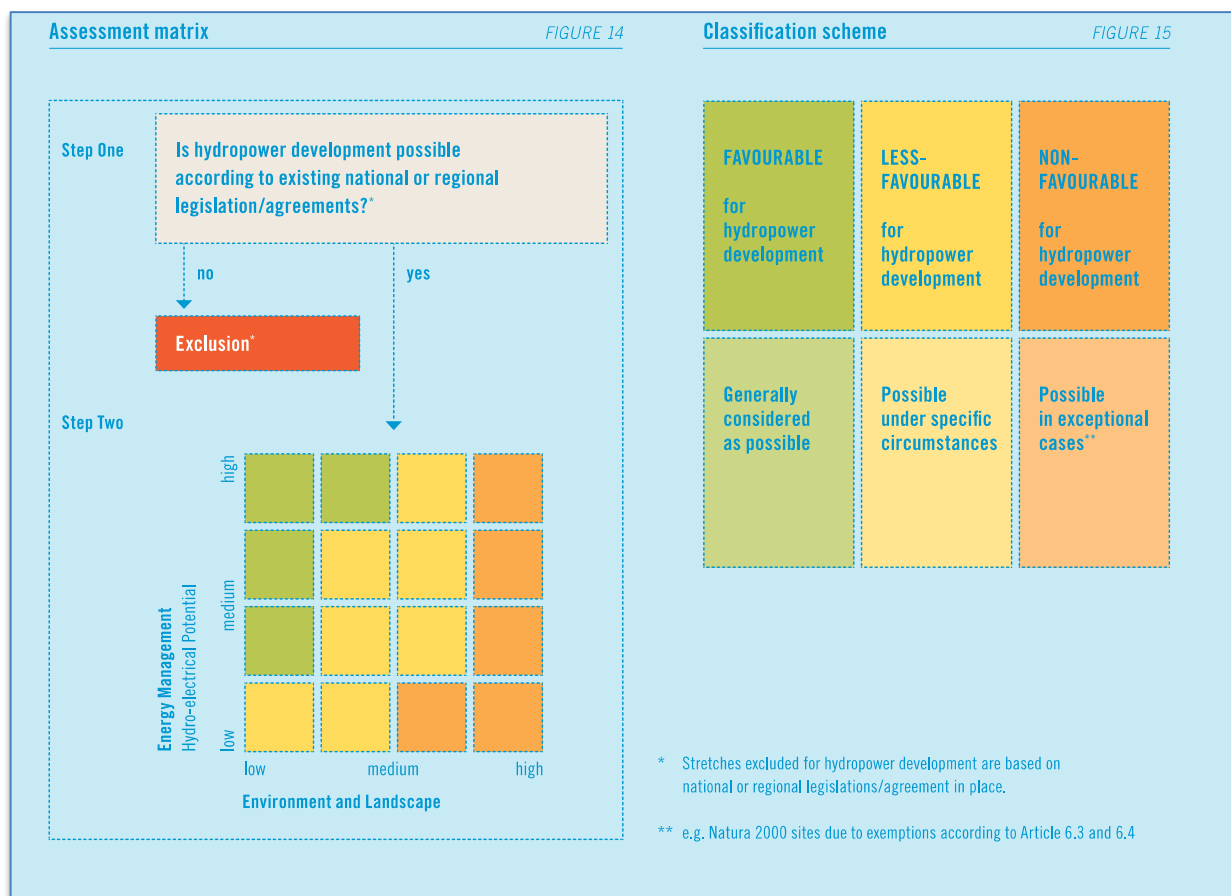 Assessment matrix
FIGURE 14
Step One
Is hydropower development possible
according to existing national or regional
legislation/agreements?*
no
yes
Exclusion*
Step Two
high
medium
low
Energy Management
Hydro-electrical Potential
low
medium
high
Environment and Landscape
Classification scheme
FIGURE 15
FAVOURABLE
for
hydropower
development
LESS-
FAVOURABLE
for
hydropower
development
NON-
FAVOURABLE
for
hydropower
development
Generally
considered
as possible
Possible
under specific
circumstances
Possible
in exceptional
cases**
* Stretches excluded for hydropower development are based on
national or regional legislations/agreement in place.
** e.g. Natura 2000 sites due to exemptions according to Article 6.3 and 6.4